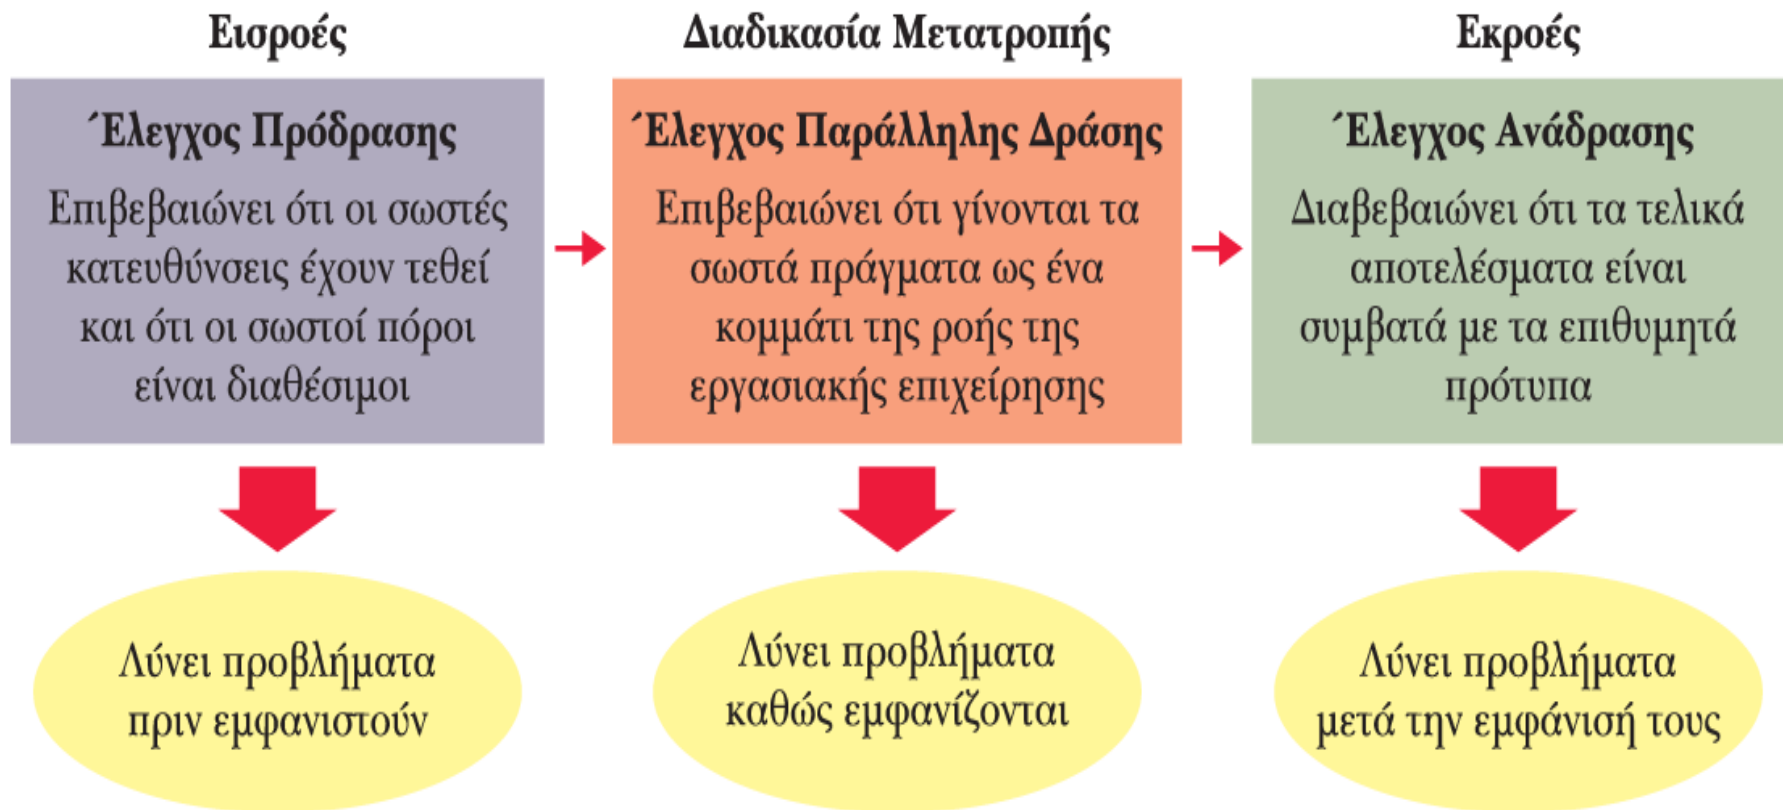 Εισροές
Έλεγχος Πρόδρασης
Επιβεβαιώνει ότι οι σωστές
κατευθύνσεις έχουν τεθεί
και ότι οι σωστοί πόροι
είναι διαθέσιμοι
Λύνει προβλήματα
πριν εμφανιστούν
Διαδικασία Μετατροπής
Έλεγχος Παράλληλης Δράσης
Επιβεβαιώνει ότι γίνονται τα
σωστά πράγματα ως ένα
κομμάτι της ροής της
εργασιακής επιχείρησης
Λύνει προβλήματα
καθώς εμφανίζονται
Εκροές
Έλεγχος Ανάδρασης
Διαβεβαιώνει ότι τα τελικά
αποτελέσματα είναι
συμβατά με τα επιθυμητά
πρότυπα
Λύνει προβλήματα
μετά την εμφάνισή τους